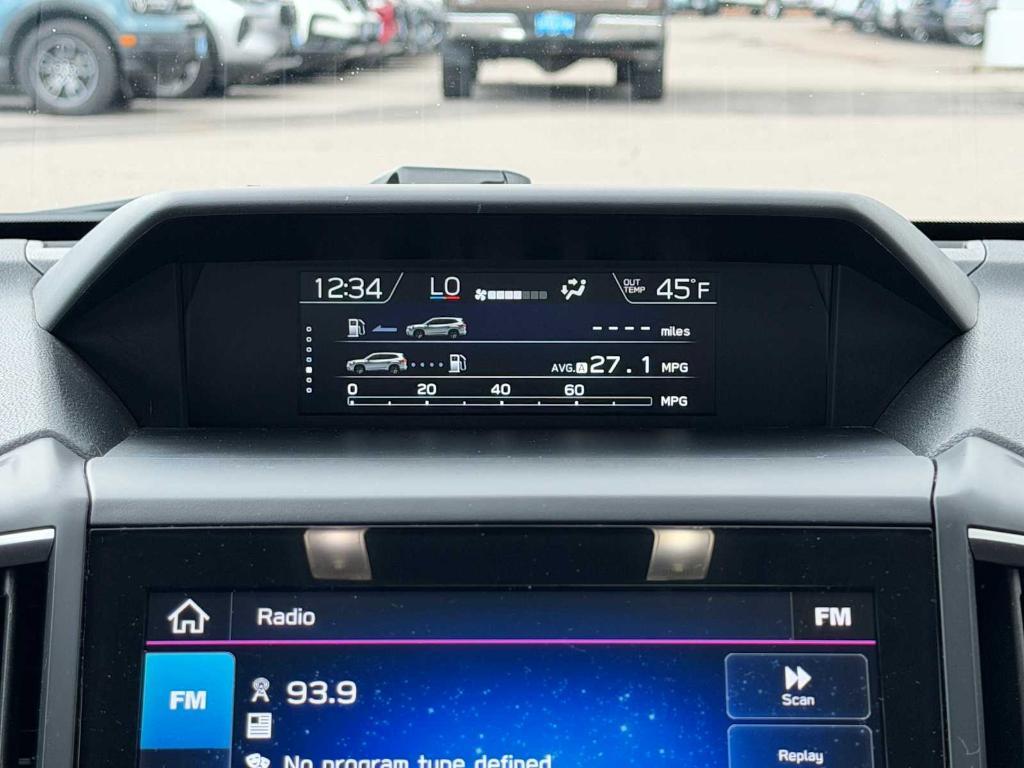 12:34 LO OUT TEMP 45°F
---- miles
AVG. A 27.1 MPG
0 20 40 60
MPG
Radio FM
FM 93.9 Scan
No program type defined Replay